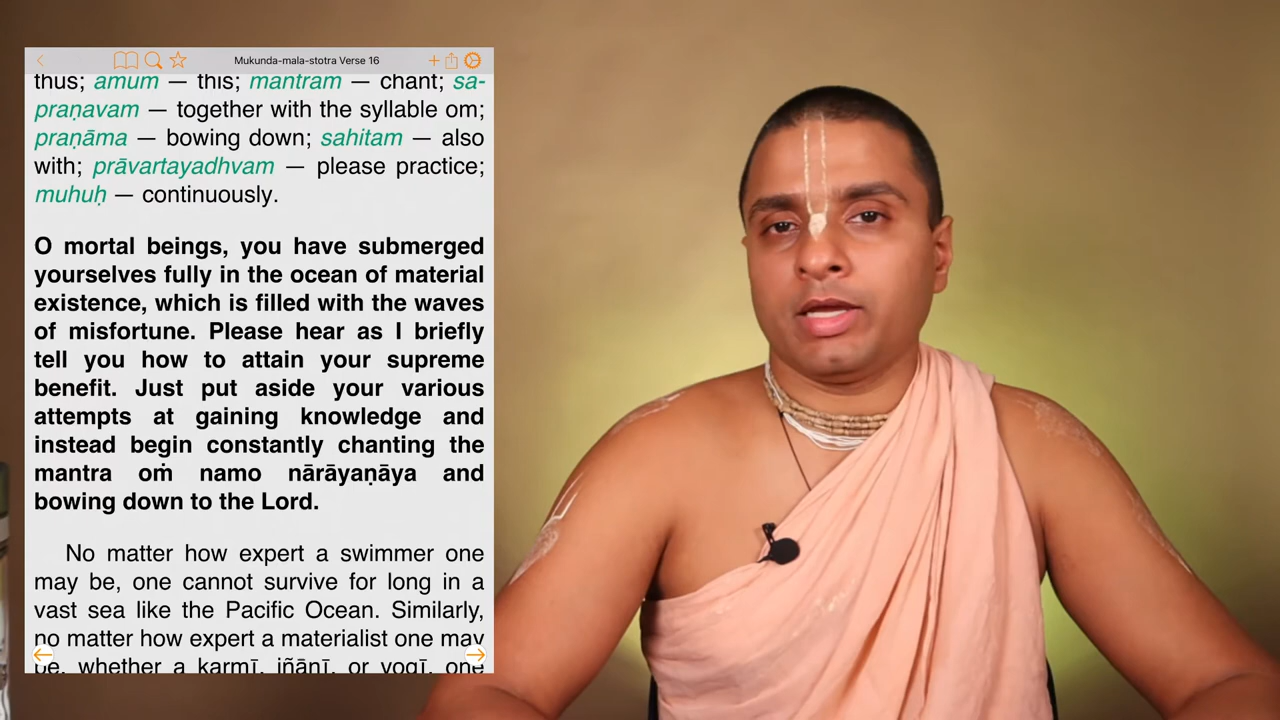 Mukunda-mala-stotra Verse 16
thus; amum — this; mantram — chant; sa-
praṇavam — together with the syllable om;
praṇāma — bowing down; sahitam — also
with; prāvartayadhvam — please practice;
muhuḥ — continuously.
O mortal beings, you have submerged
yourselves fully in the ocean of material
existence, which is filled with the waves
of misfortune. Please hear as I briefly
tell you how to attain your supreme
benefit. Just put aside your various
attempts at gaining knowledge and
instead begin constantly chanting the
mantra oṁ namo nārāyaṇāya and
bowing down to the Lord.
No matter how expert a swimmer one
may be, one cannot survive for long in a
vast sea like the Pacific Ocean. Similarly,
no matter how expert a materialist one may
be, whether a karmī, jñānī, or yogī, one